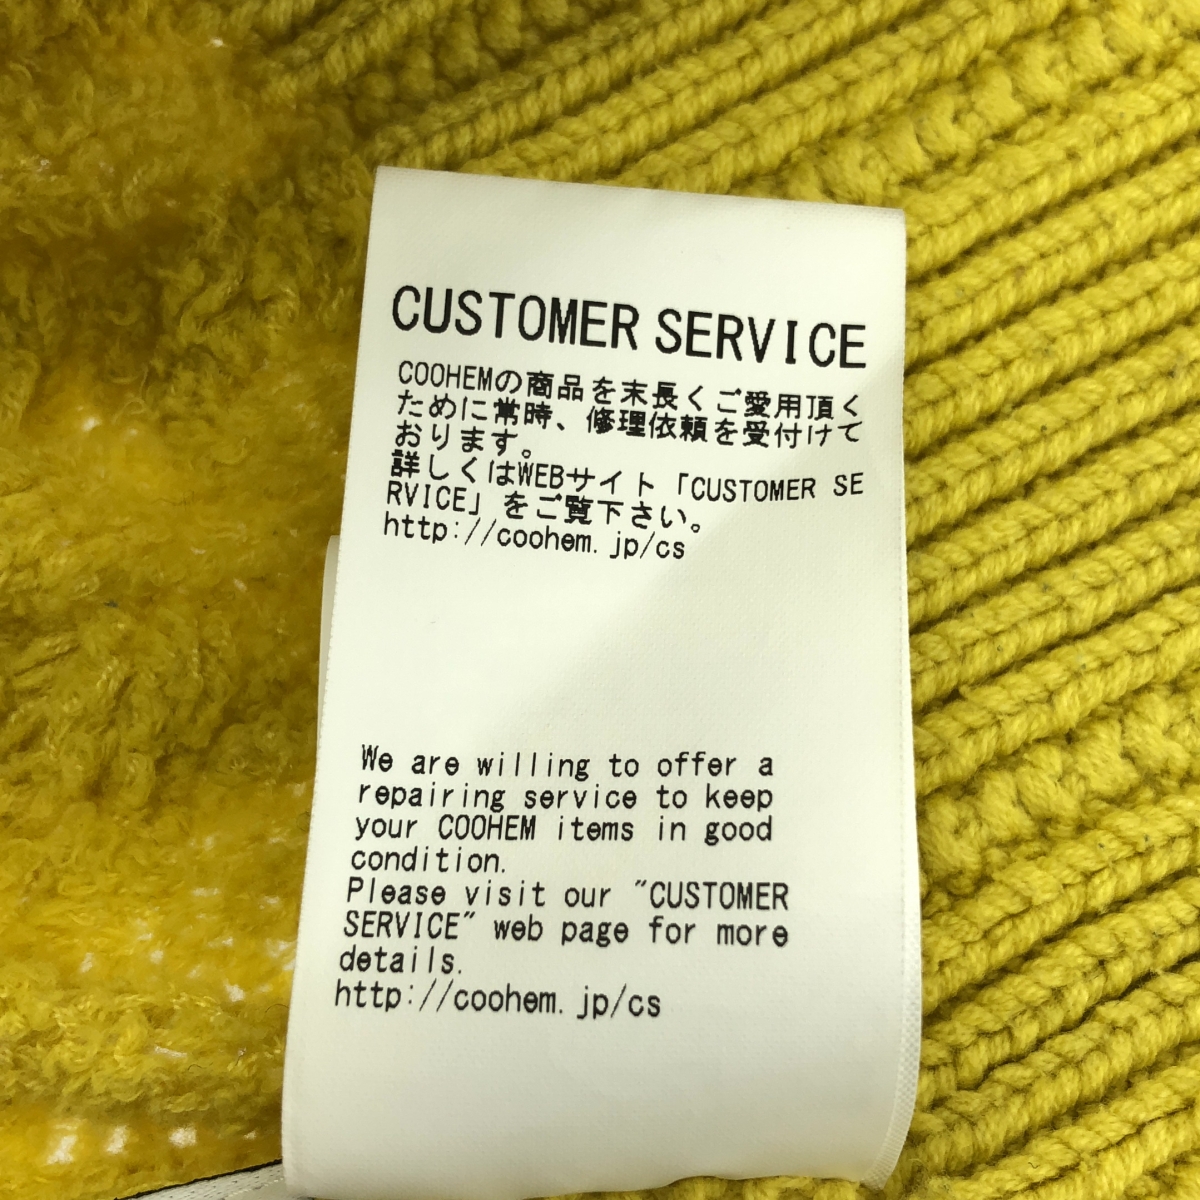 CUSTOMER SERVICE
COOHEMの商品を末長くご愛用頂く
ために常時、修理依頼を受付けて
おります。
詳しくはWEBサイト「CUSTOMER SE
RVICE」をご覧下さい。
http://coohem.jp/cs
We are willing to offer a
repairing service to keep
your COOHEM items in good
condition.
Please visit our "CUSTOMER
SERVICE" web page for more
details.
http://coohem.jp/cs